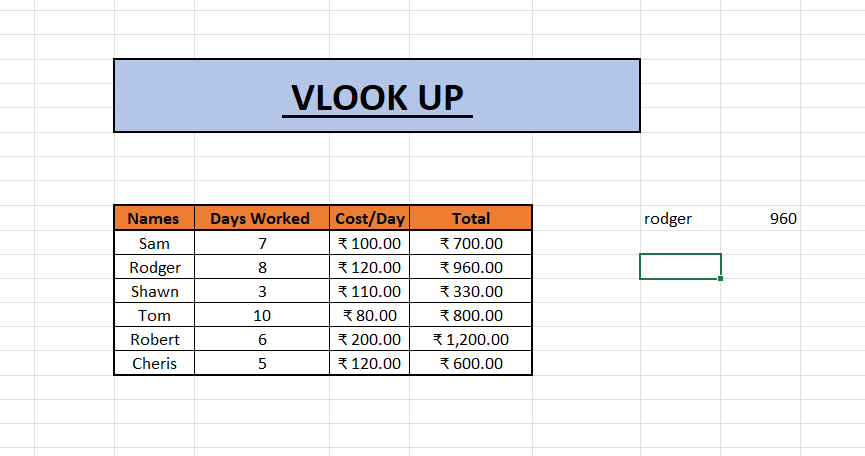 VLOOK UP
Names Days Worked Cost/Day Total rodger 960
Sam 7 ₹ 100.00 ₹ 700.00
Rodger 8 ₹ 120.00 ₹ 960.00
Shawn 3 ₹ 110.00 ₹ 330.00
Tom 10 ₹ 80.00 ₹ 800.00
Robert 6 ₹ 200.00 ₹ 1,200.00
Cheris 5 ₹ 120.00 ₹ 600.00